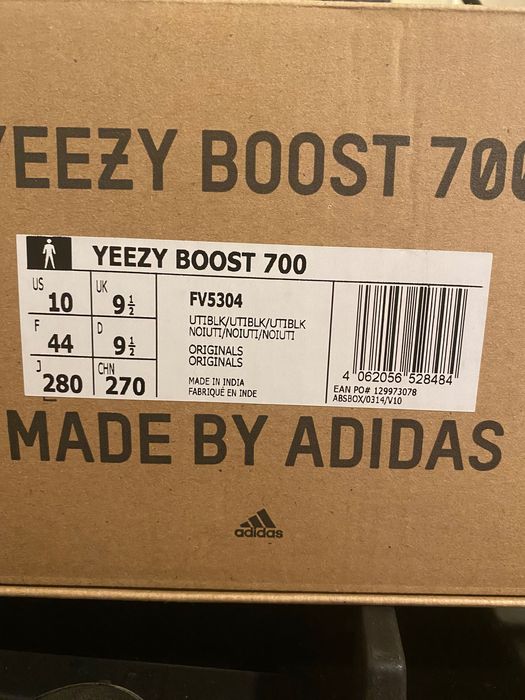 YEEZY BOOST 700
YEEZY BOOST 700
US 10 UK 9½
F 44 D 9½
J 280 CHN 270
FV5304
UTIBLK/UTIBLK/UTIBLK
NOIUTI/NOIUTI/NOIUTI
ORIGINALS
ORIGINALS
MADE IN INDIA
FABRIQUÉ EN INDE
4 062056 528484
EAN PO# 129973078
ABSBOX/0314/V10
MADE BY ADIDAS
adidas